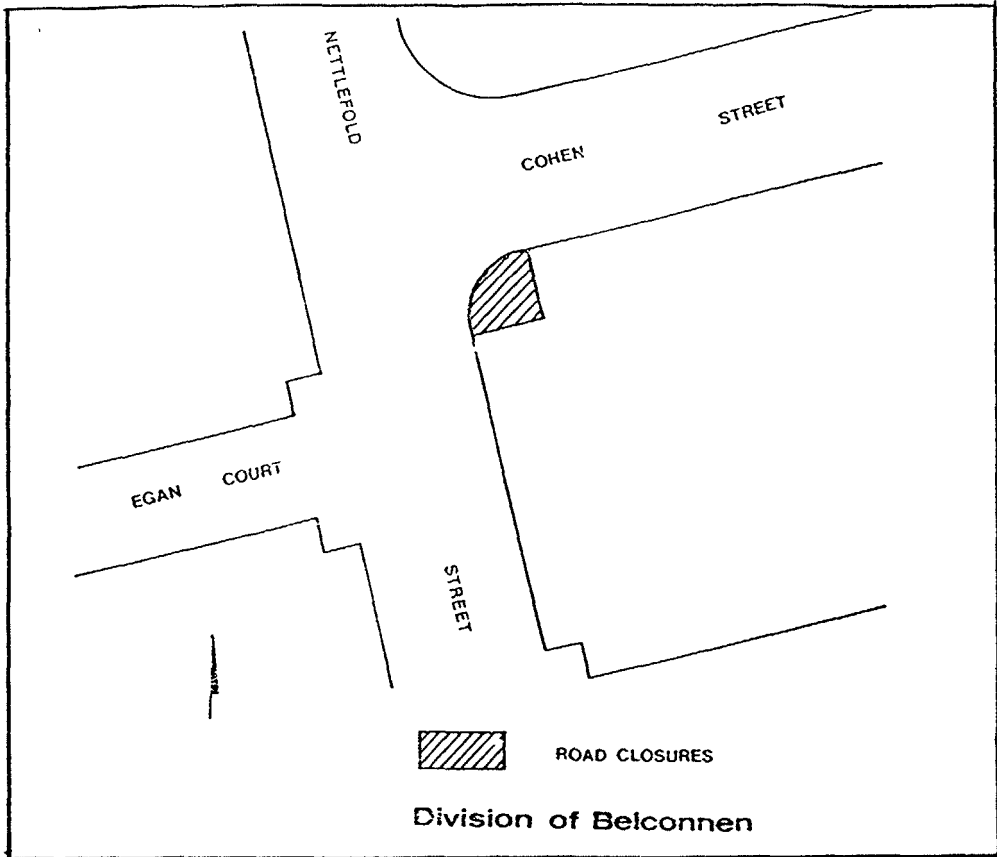 NETTLEFOLD
STREET
COHEN
EGAN COURT
STREET
ROAD CLOSURES
Division of Belconnen